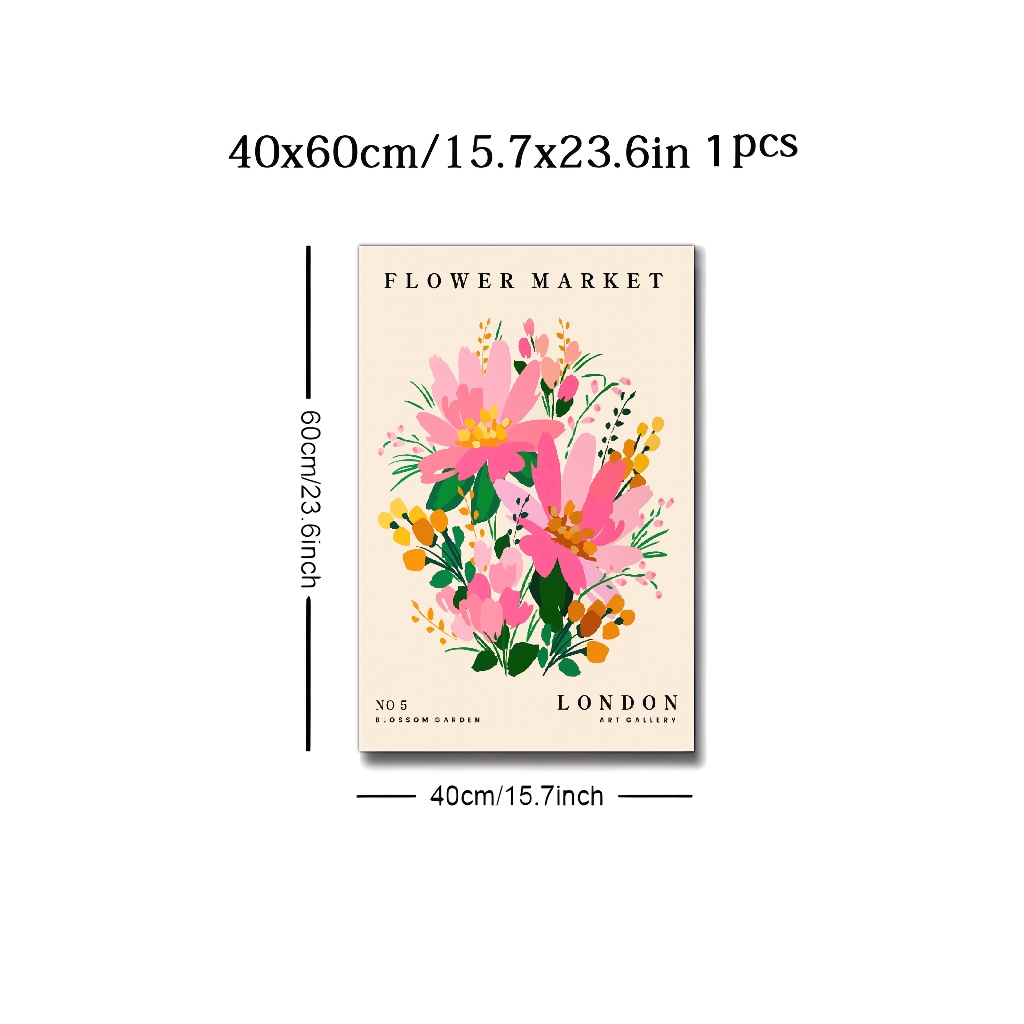 40x60cm/15.7x23.6in 1pcs
FLOWER MARKET
60cm/23.6inch
NO 5
BLOSSOM GARDEN
LONDON
ART GALLERY
40cm/15.7inch